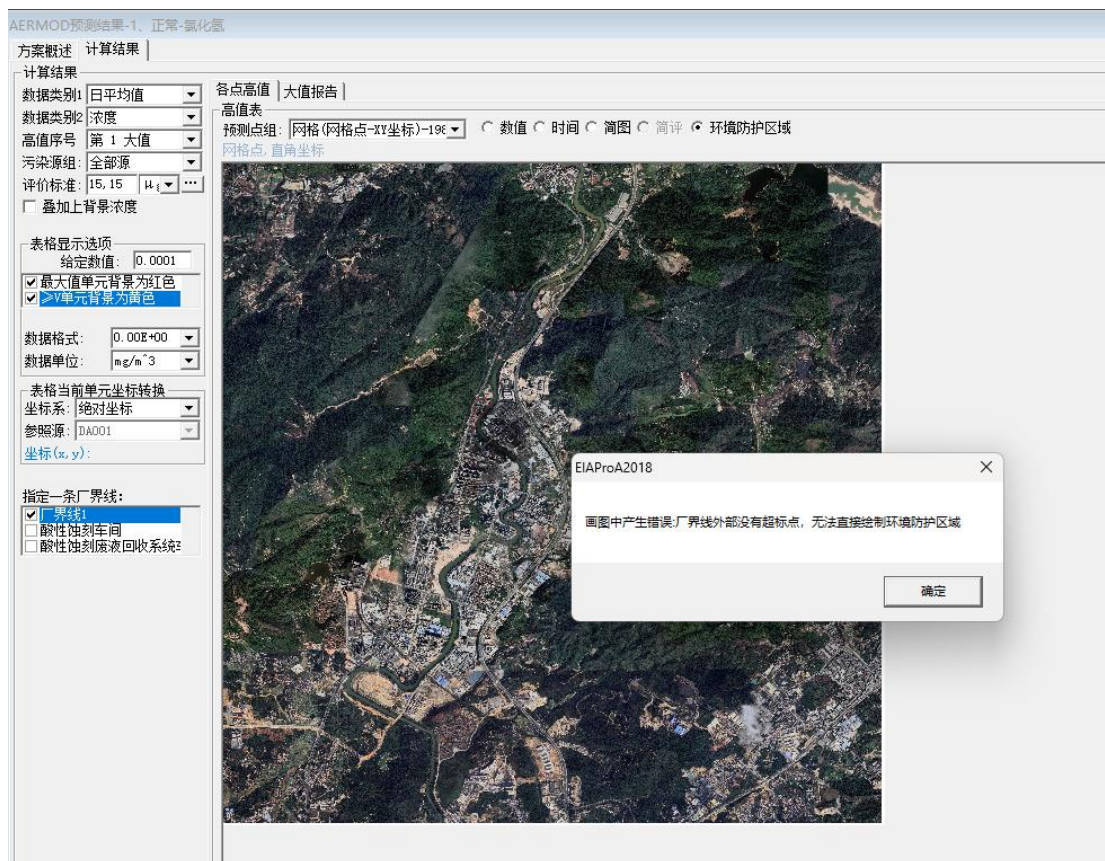 AERMOD预测结果-1、正常-氯化氢
方案概述 计算结果
计算结果
数据类别1 日平均值
数据类别2 浓度
高值序号 第 1 大值
污染源组: 全部源
评价标准: 15,15 μg ...
叠加上背景浓度
表格显示选项
给定数值: 0.0001
最大值单元背景为红色
≥V单元背景为黄色
数据格式: 0.00E+00
数据单位: mg/m^3
表格当前单元坐标转换
坐标系: 绝对坐标
参照源: DA001
坐标(x,y):
指定一条厂界线:
厂界线1
酸性蚀刻车间
酸性蚀刻废液回收系统
各点高值 大值报告
高值表
预测点组: 网格(网格点-XY坐标)-198 数值 时间 简图 简评 环境防护区域
网格点,直角坐标
EIAProA2018
画图中产生错误:厂界线外部没有超标点，无法直接绘制环境防护区域
确定